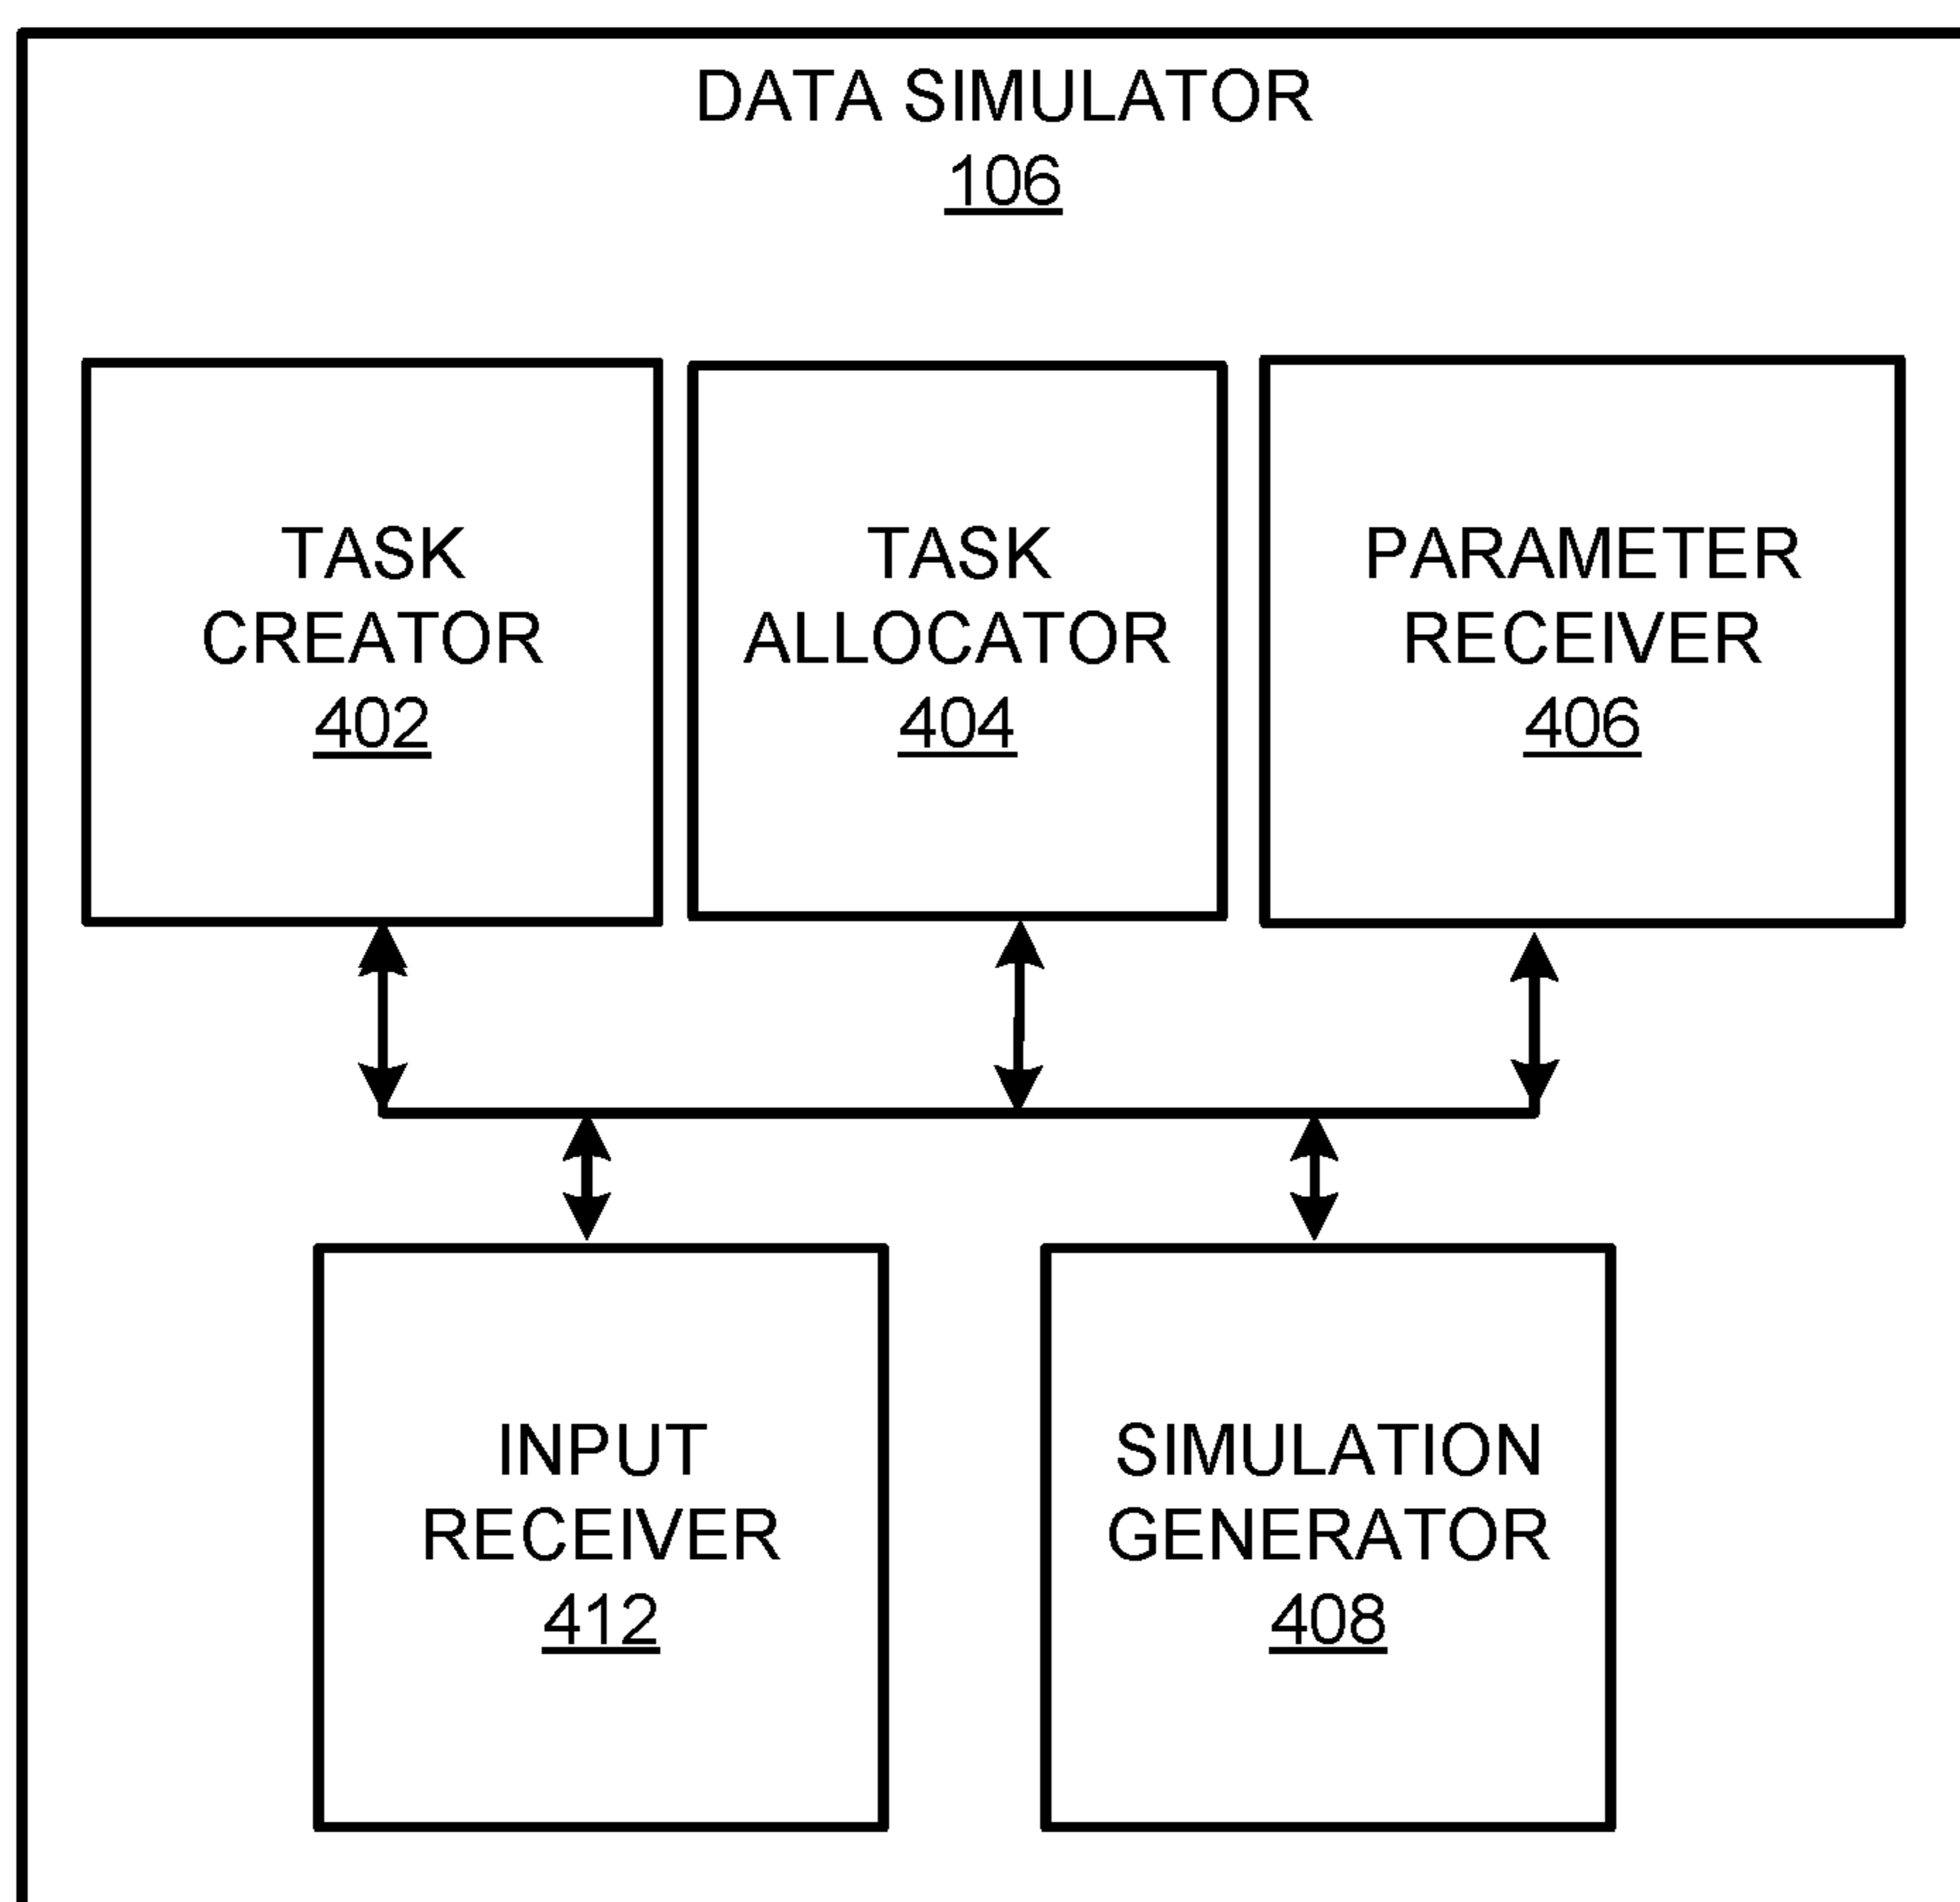 DATA SIMULATOR
106
TASK
CREATOR
402
TASK
ALLOCATOR
404
PARAMETER
RECEIVER
406
INPUT
RECEIVER
412
SIMULATION
GENERATOR
408